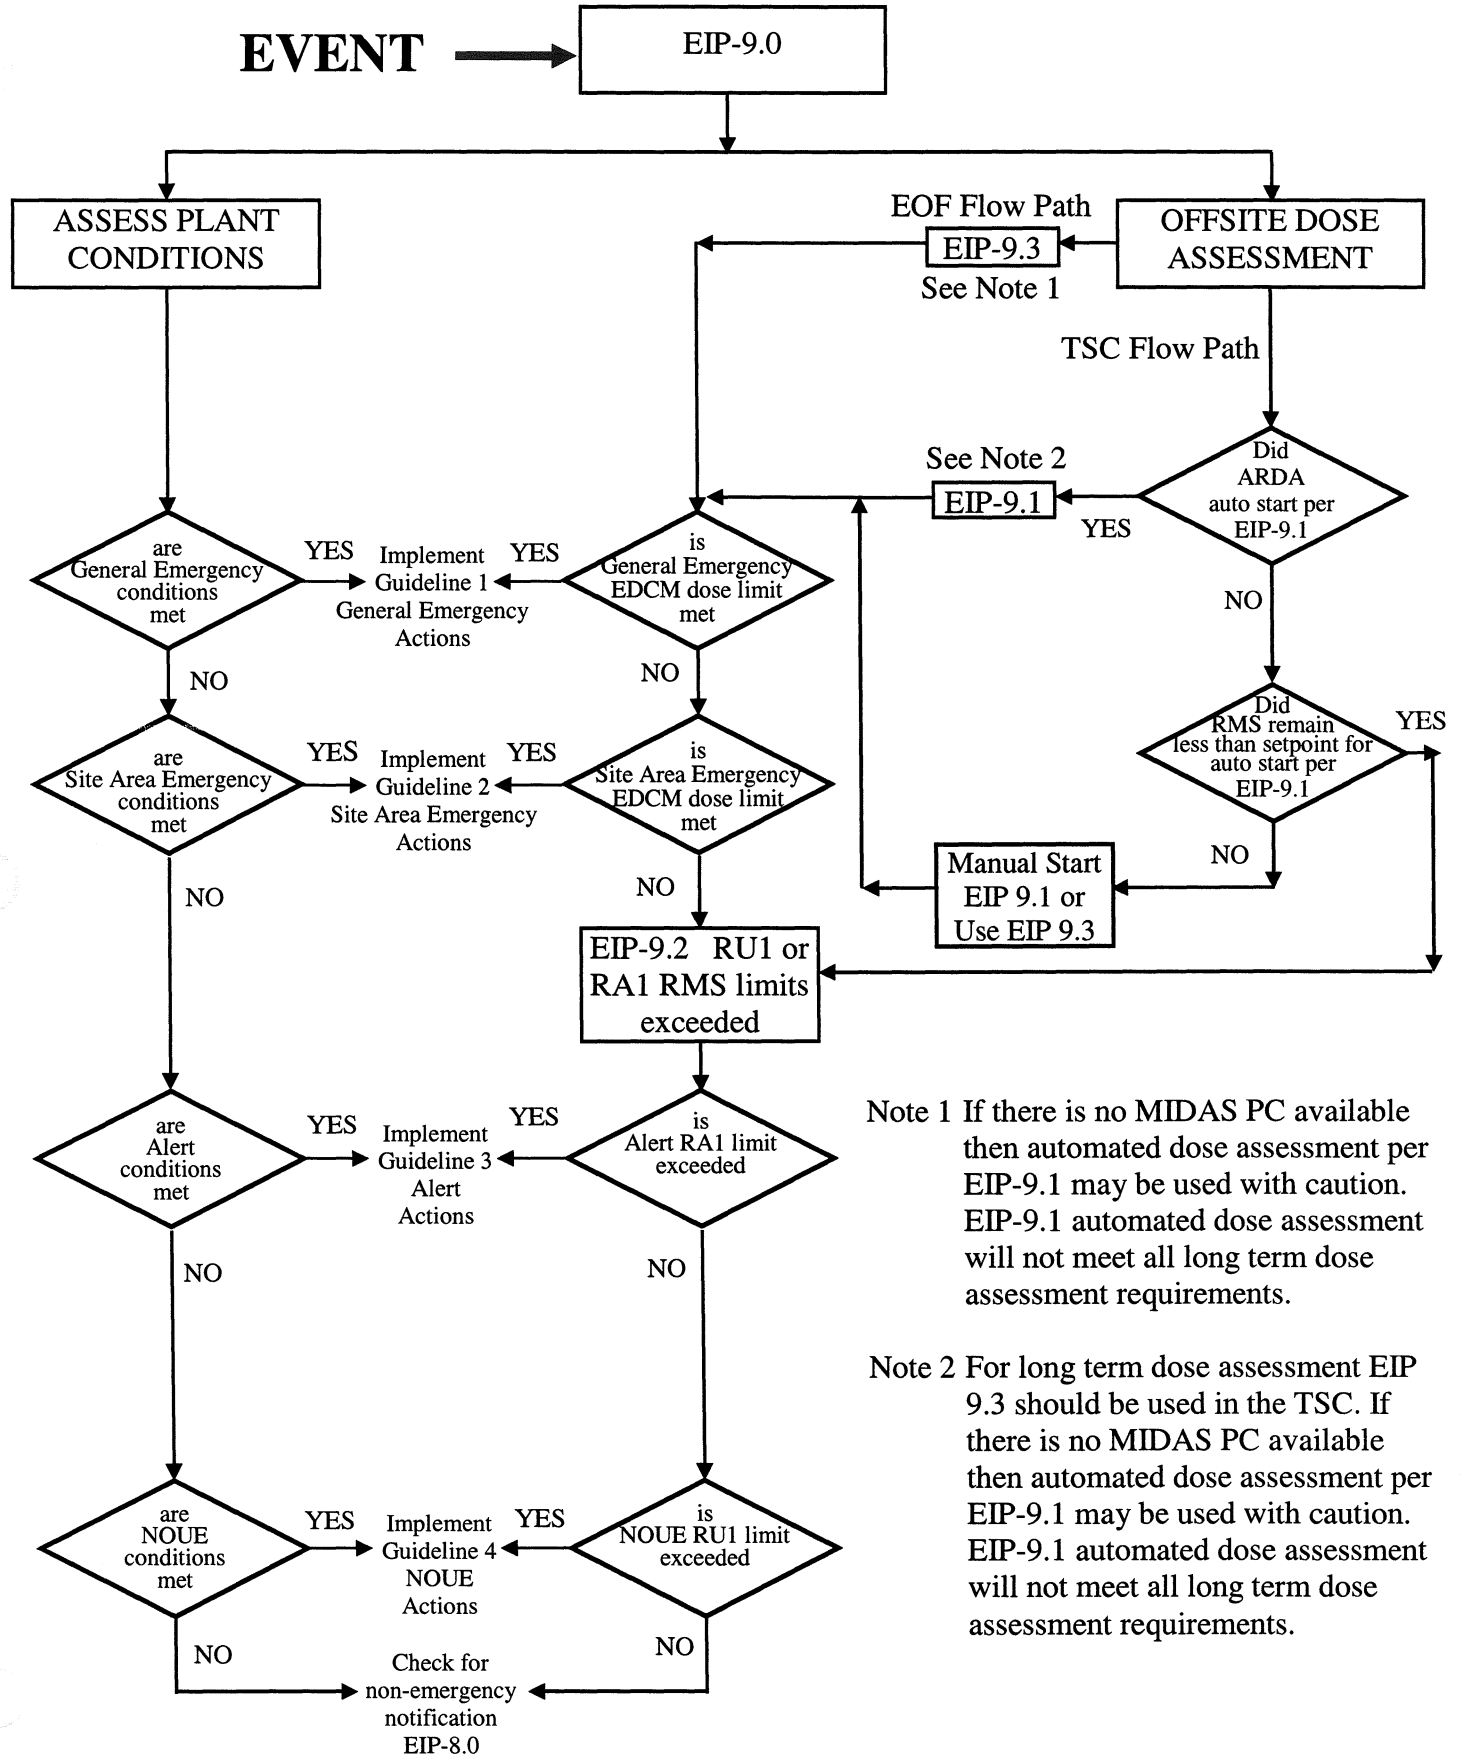 EVENT
EIP-9.0
ASSESS PLANT
CONDITIONS
EOF Flow Path
EIP-9.3
See Note 1
OFFSITE DOSE
ASSESSMENT
TSC Flow Path
See Note 2
EIP-9.1
YES
Did
ARDA
auto start per
EIP-9.1
NO
are
General Emergency
conditions
met
YES
Implement
Guideline 1
General Emergency
Actions
YES
is
General Emergency
EDCM dose limit
met
NO
NO
Did
RMS remain
less than setpoint for
auto start per
EIP-9.1
YES
NO
are
Site Area Emergency
conditions
met
YES
Implement
Guideline 2
Site Area Emergency
Actions
YES
is
Site Area Emergency
EDCM dose limit
met
NO
NO
Manual Start
EIP 9.1 or
Use EIP 9.3
EIP-9.2 RU1 or
RA1 RMS limits
exceeded
are
Alert
conditions
met
YES
Implement
Guideline 3
Alert
Actions
YES
is
Alert RA1 limit
exceeded
NO
NO
Note 1 If there is no MIDAS PC available
then automated dose assessment per
EIP-9.1 may be used with caution.
EIP-9.1 automated dose assessment
will not meet all long term dose
assessment requirements.
Note 2 For long term dose assessment EIP
9.3 should be used in the TSC. If
there is no MIDAS PC available
then automated dose assessment per
EIP-9.1 may be used with caution.
EIP-9.1 automated dose assessment
will not meet all long term dose
assessment requirements.
are
NOUE
conditions
met
YES
Implement
Guideline 4
NOUE
Actions
YES
is
NOUE RU1 limit
exceeded
NO
NO
Check for
non-emergency
notification
EIP-8.0